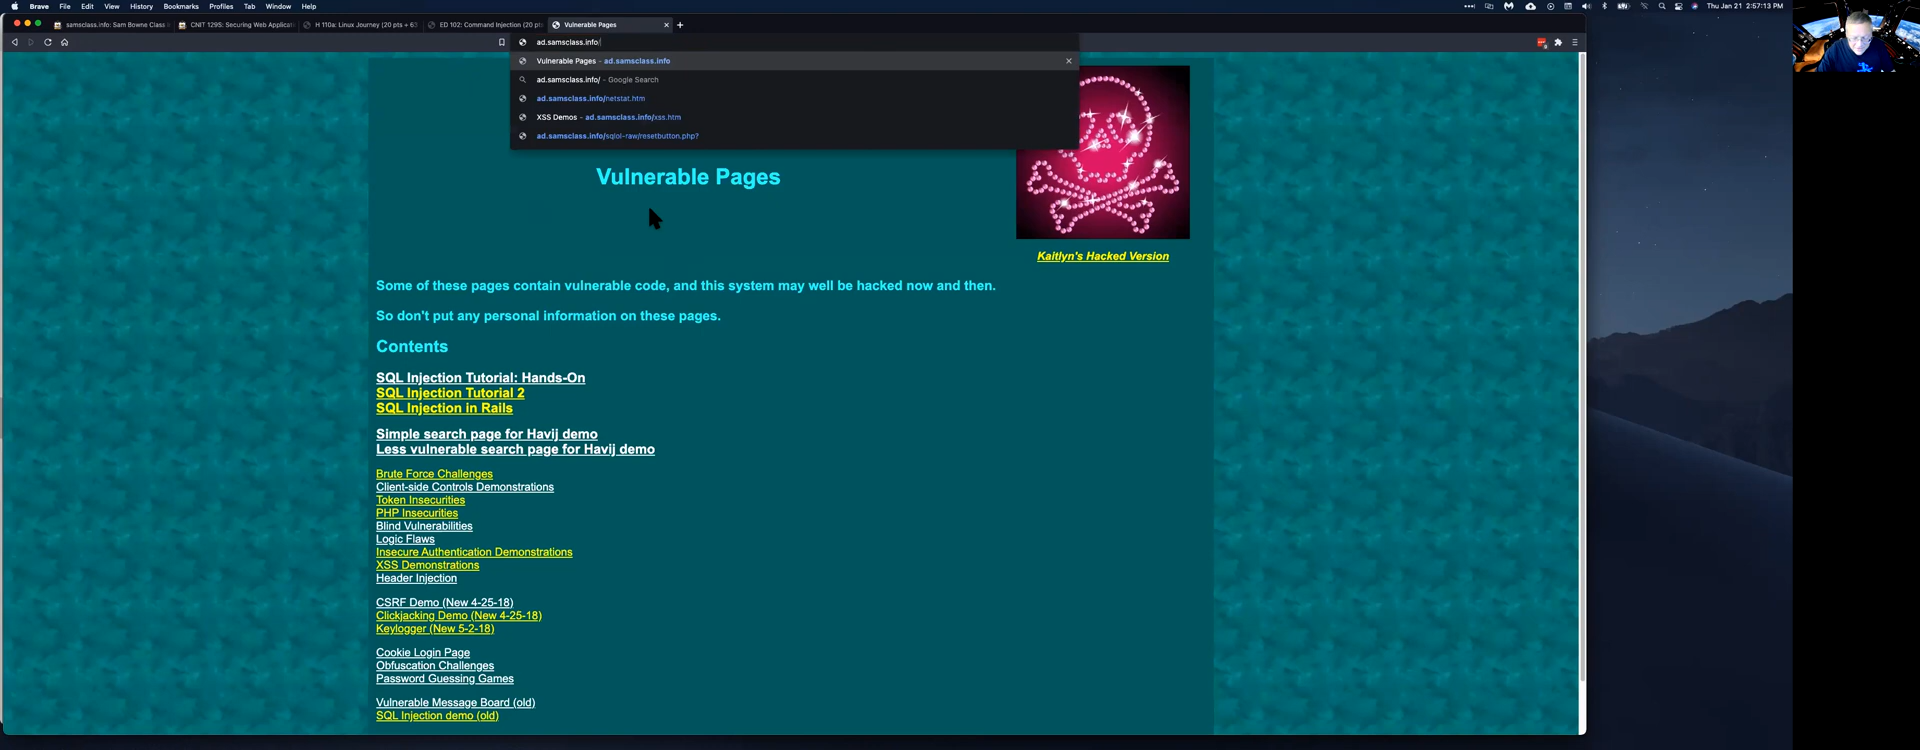 Brave File Edit View History Bookmarks Profiles Tab Window Help
Thu Jan 21 2:57:13 PM
samsclass.info: Sam Bowne Class
CNIT 129S: Securing Web Applicat
H 110a: Linux Journey (20 pts + 63
ED 102: Command Injection (20 pts
Vulnerable Pages
ad.samsclass.info/
Vulnerable Pages - ad.samsclass.info
ad.samsclass.info/ - Google Search
ad.samsclass.info/netstat.htm
XSS Demos - ad.samsclass.info/xss.htm
ad.samsclass.info/sqlol-raw/resetbutton.php?
Vulnerable Pages
Kaitlyn's Hacked Version
Some of these pages contain vulnerable code, and this system may well be hacked now and then.
So don't put any personal information on these pages.
Contents
SQL Injection Tutorial: Hands-On
SQL Injection Tutorial 2
SQL Injection in Rails
Simple search page for Havij demo
Less vulnerable search page for Havij demo
Brute Force Challenges
Client-side Controls Demonstrations
Token Insecurities
PHP Insecurities
Blind Vulnerabilities
Logic Flaws
Insecure Authentication Demonstrations
XSS Demonstrations
Header Injection
CSRF Demo (New 4-25-18)
Clickjacking Demo (New 4-25-18)
Keylogger (New 5-2-18)
Cookie Login Page
Obfuscation Challenges
Password Guessing Games
Vulnerable Message Board (old)
SQL Injection demo (old)